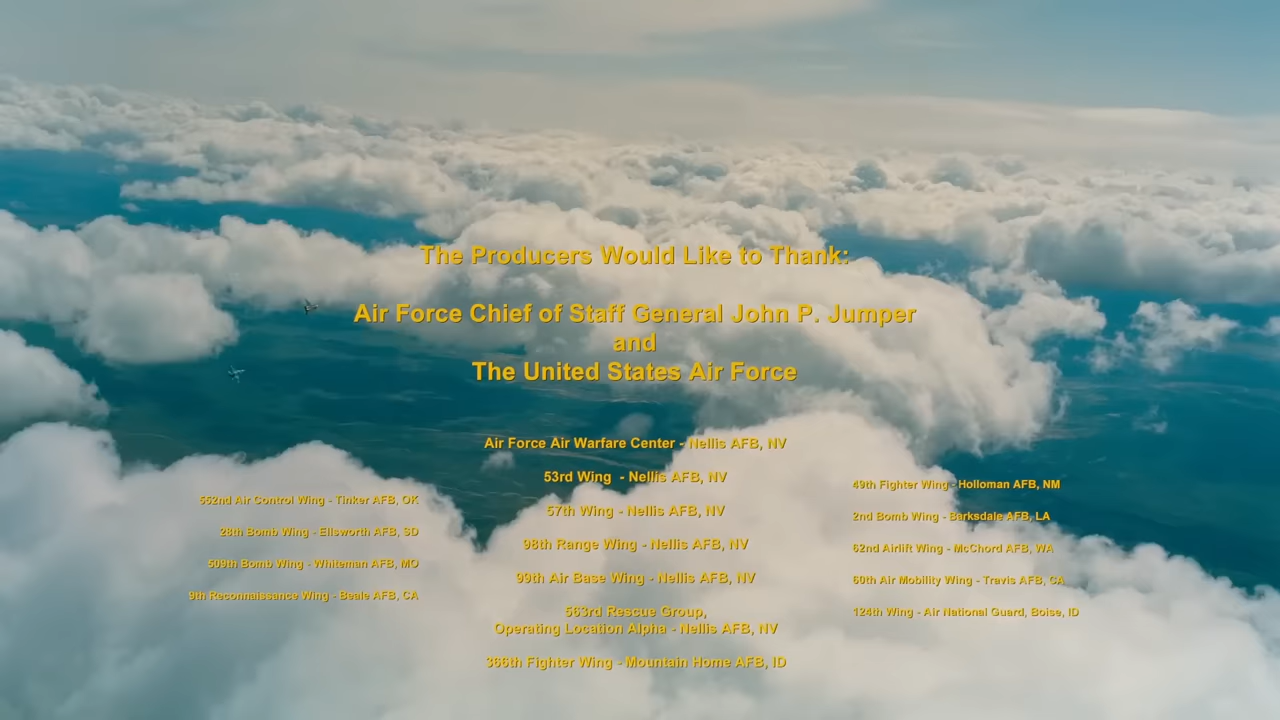 The Producers Would Like to Thank:
Air Force Chief of Staff General John P. Jumper
and
The United States Air Force
Air Force Air Warfare Center - Nellis AFB, NV
53rd Wing - Nellis AFB, NV
57th Wing - Nellis AFB, NV
98th Range Wing - Nellis AFB, NV
99th Air Base Wing - Nellis AFB, NV
563rd Rescue Group,
Operating Location Alpha - Nellis AFB, NV
366th Fighter Wing - Mountain Home AFB, ID
552nd Air Control Wing - Tinker AFB, OK
28th Bomb Wing - Ellsworth AFB, SD
509th Bomb Wing - Whiteman AFB, MO
9th Reconnaissance Wing - Beale AFB, CA
49th Fighter Wing - Holloman AFB, NM
2nd Bomb Wing - Barksdale AFB, LA
62nd Airlift Wing - McChord AFB, WA
60th Air Mobility Wing - Travis AFB, CA
124th Wing - Air National Guard, Boise, ID